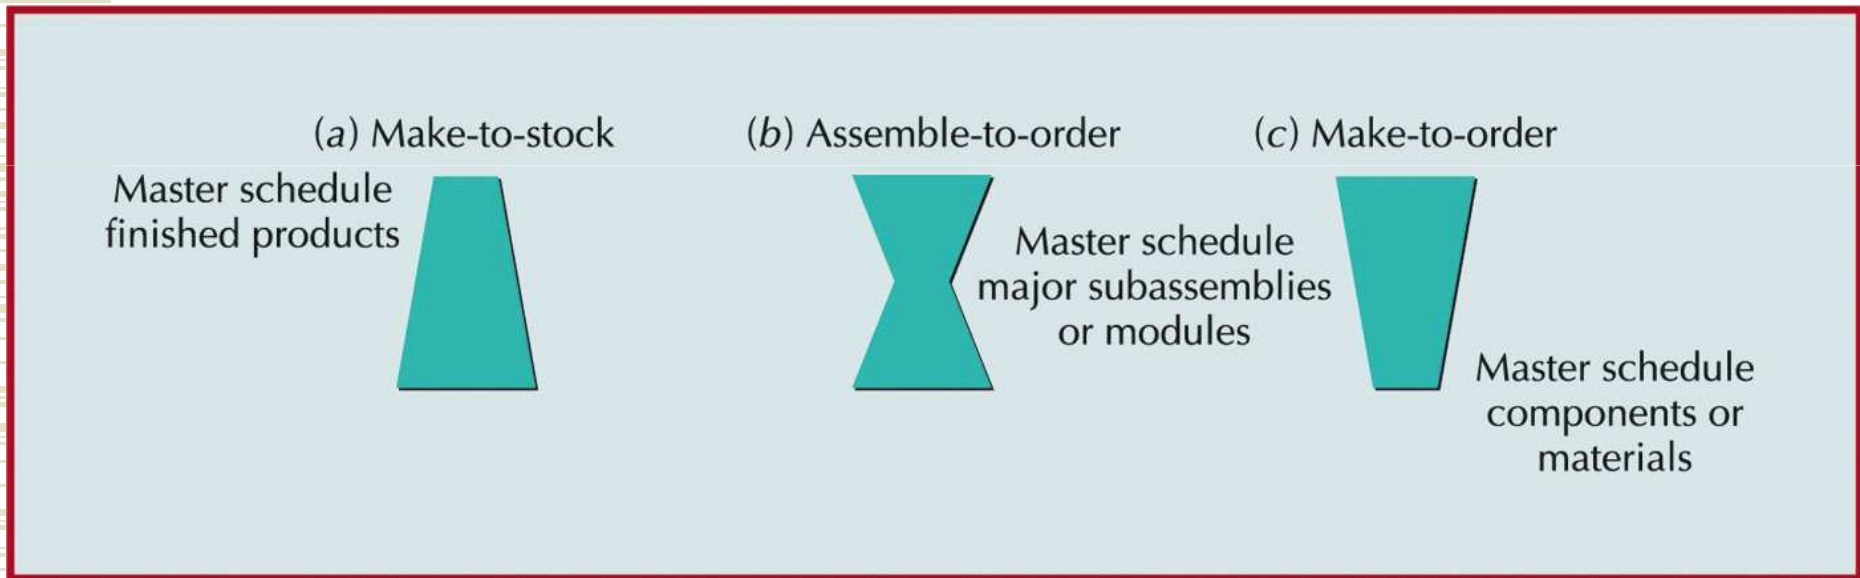 (a) Make-to-stock
Master schedule
finished products
(b) Assemble-to-order
Master schedule
major subassemblies
or modules
(c) Make-to-order
Master schedule
components or
materials